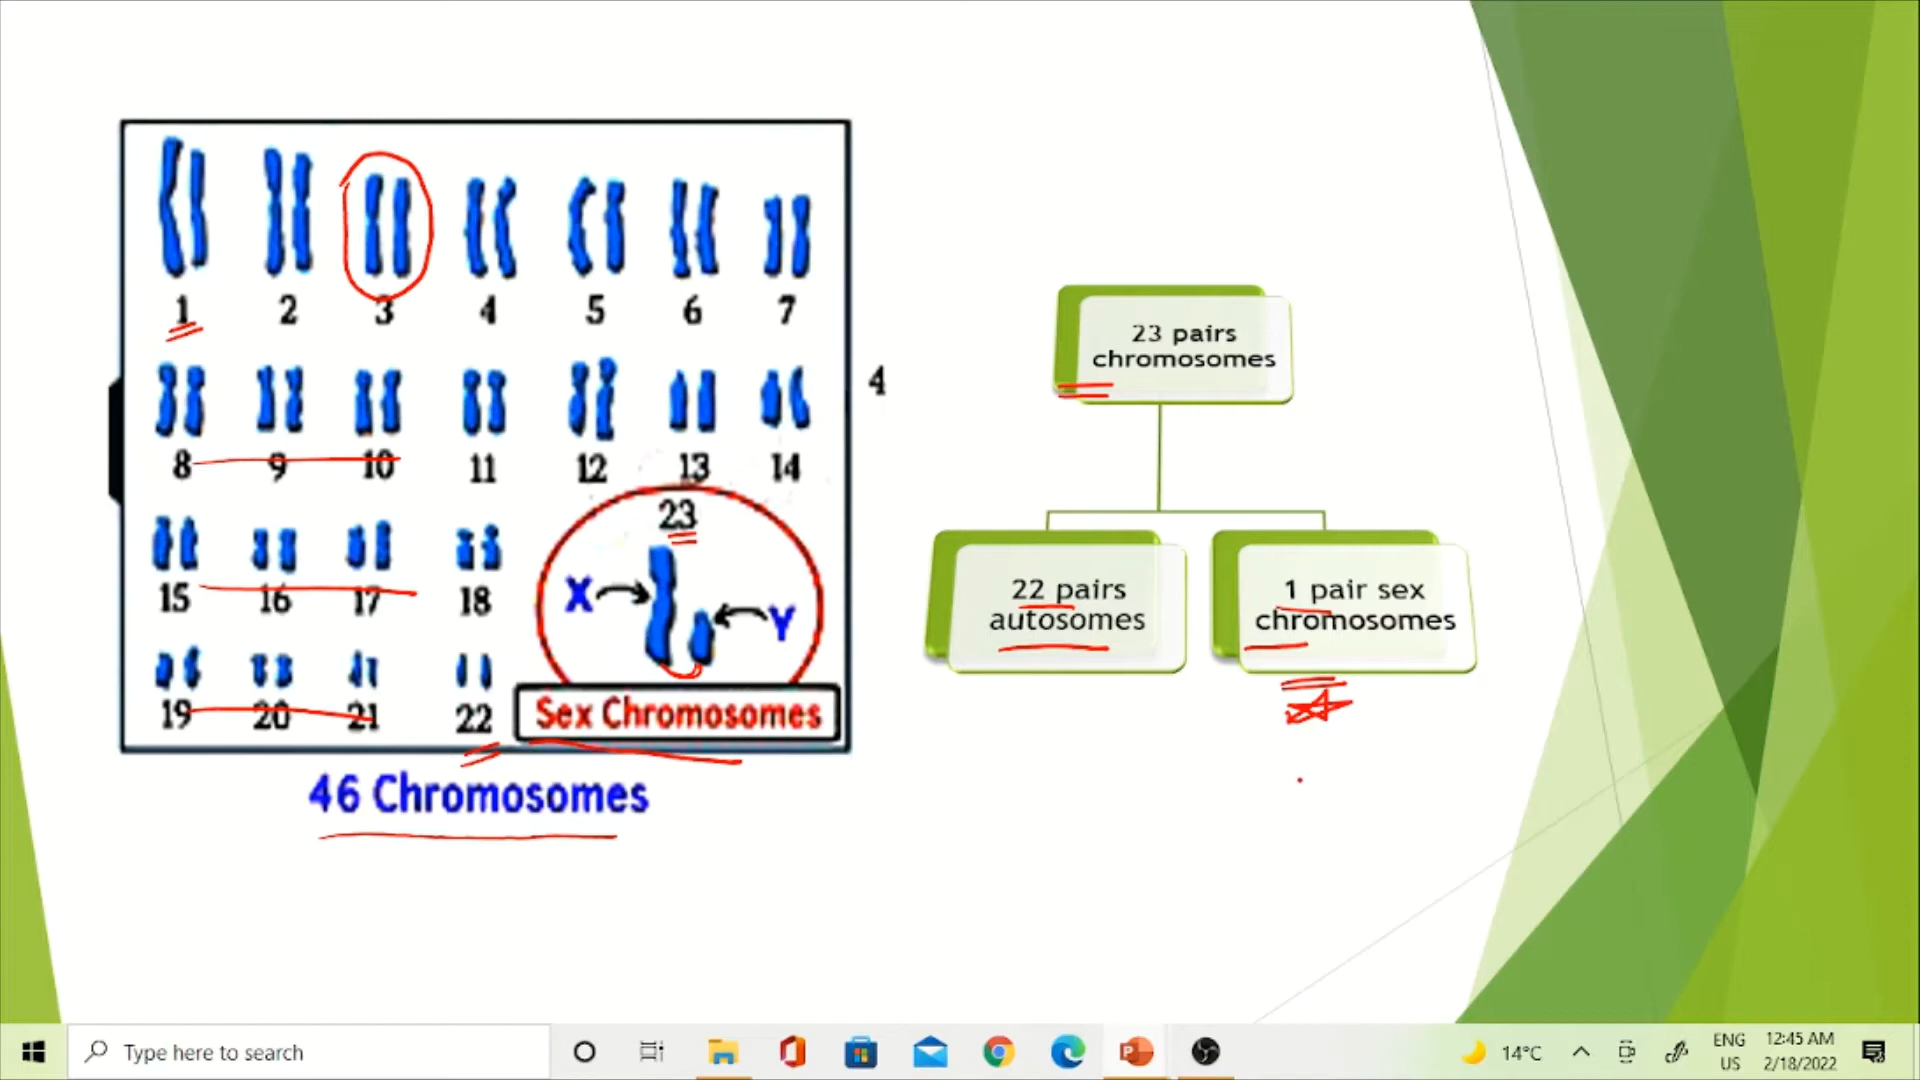 1 2 3 4 5 6 7
8 9 10 11 12 13 14
4
23
X Y
15 16 17 18
19 20 21 22
Sex Chromosomes
46 Chromosomes
23 pairs
chromosomes
22 pairs
autosomes
1 pair sex
chromosomes
Type here to search
14°C
ENG
US
12:45 AM
2/18/2022